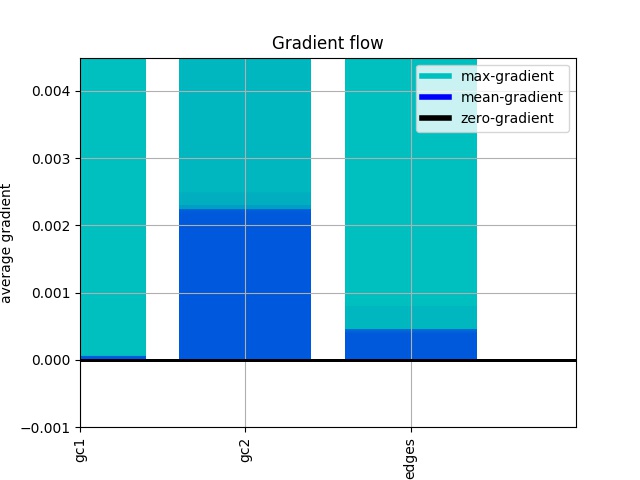 Gradient flow
max-gradient
mean-gradient
zero-gradient
average gradient
0.004
0.003
0.002
0.001
0.000
−0.001
gc1
gc2
edges